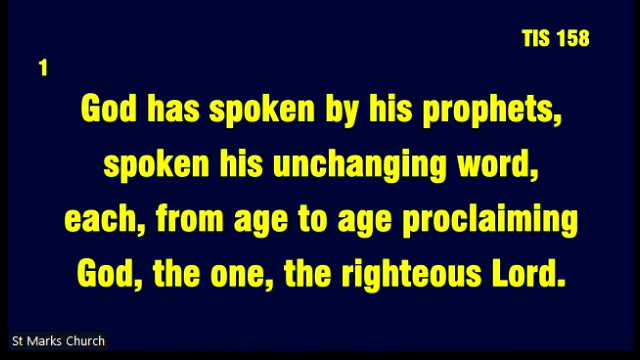 TIS 158
1
God has spoken by his prophets,
spoken his unchanging word,
each, from age to age proclaiming
God, the one, the righteous Lord.
St Marks Church